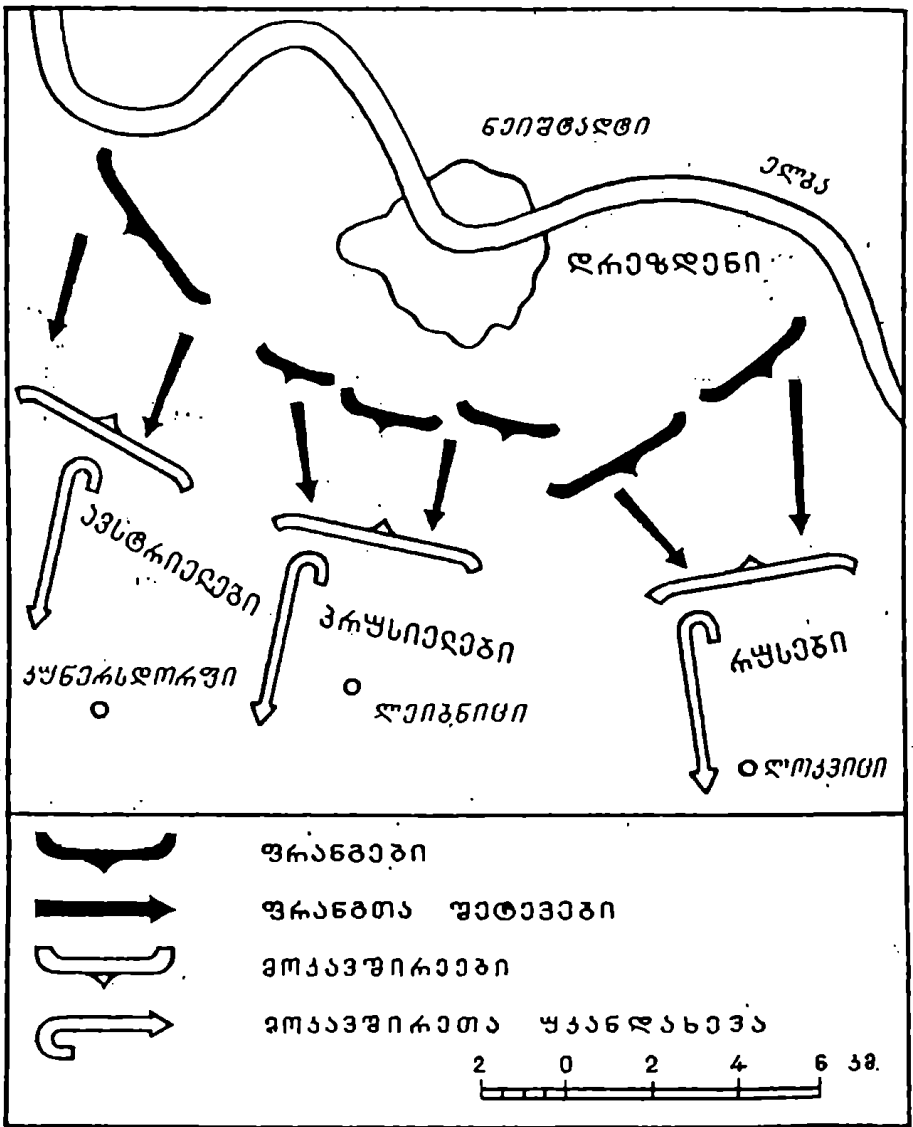 ნეიშტადტი
ელბა
დრეზდენი
ავსტრიელები
პრუსიელები
რუსები
კუნერსდორფი
ლეიბნიცი
ლოკვიცი
ფრანგები
ფრანგთა შეტევები
მოკავშირეები
მოკავშირეთა უკანდახევა
2 0 2 4 6 კმ.